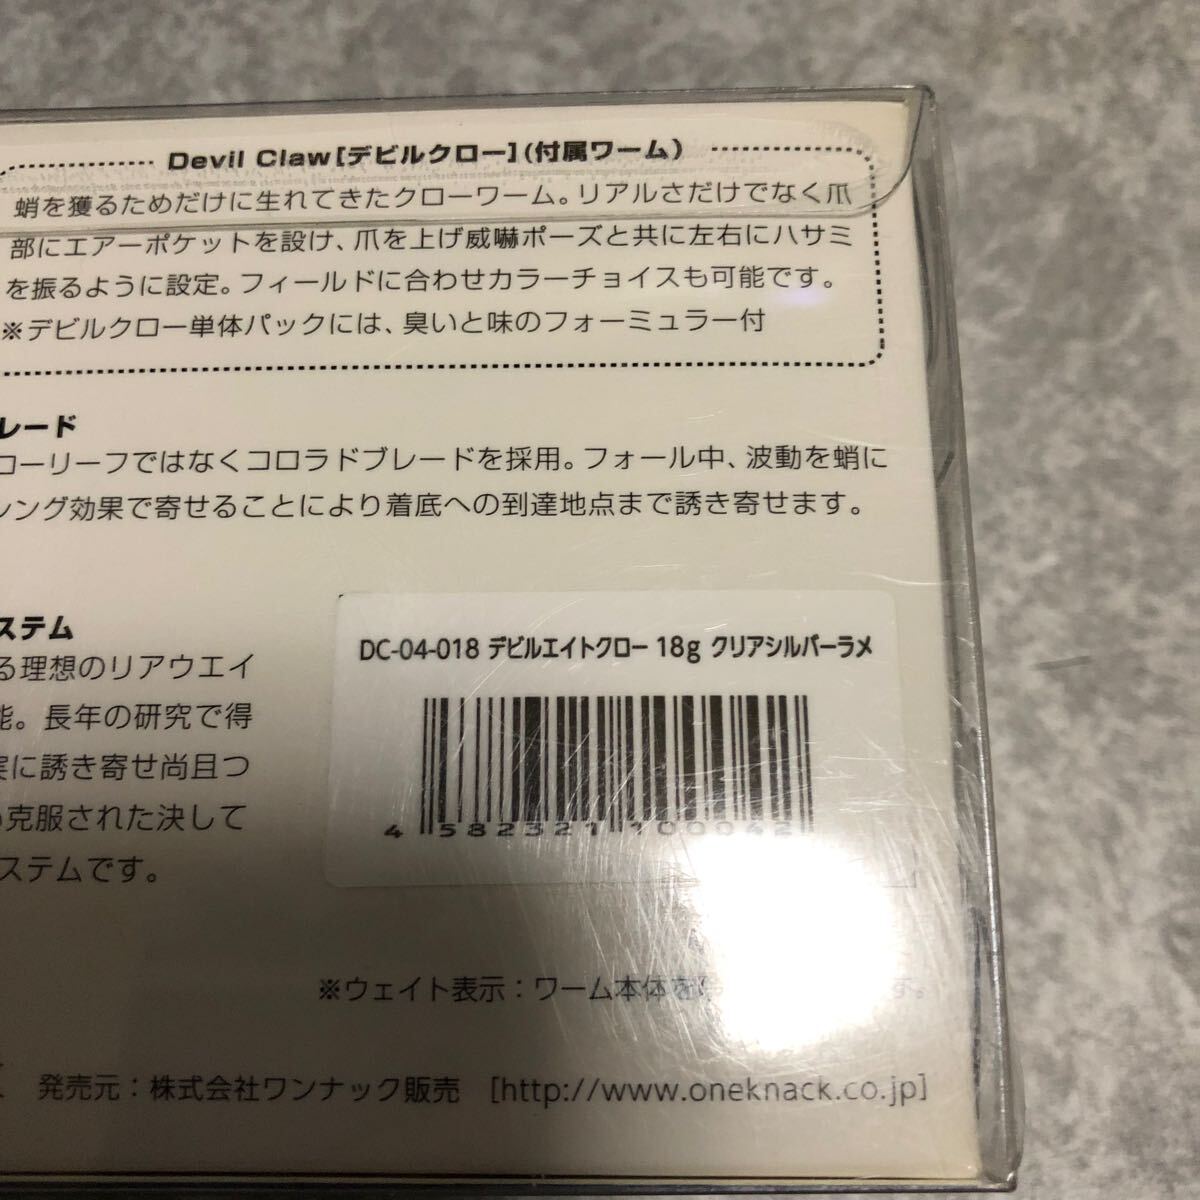 Devil Claw[デビルクロー](付属ワーム)
蛸を獲るためだけに生れてきたクローワーム。リアルさだけでなく爪
部にエアーポケットを設け、爪を上げ威嚇ポーズと共に左右にハサミ
を振るように設定。フィールドに合わせカラーチョイスも可能です。
※デビルクロー単体パックには、臭いと味のフォーミュラー付
レード
コーリーフではなくコロラドブレードを採用。フォール中、波動を蛸に
シング効果で寄せることにより着底への到達地点まで誘き寄せます。
ステム
る理想のリアウエイ
能。長年の研究で得
実に誘き寄せ尚且つ
克服された決して
ステムです。
DC-04-018 デビルエイトクロー 18g クリアシルバーラメ
4 582321 100042
※ウェイト表示：ワーム本体を す。
発売元：株式会社ワンナック販売 [http://www.oneknack.co.jp]